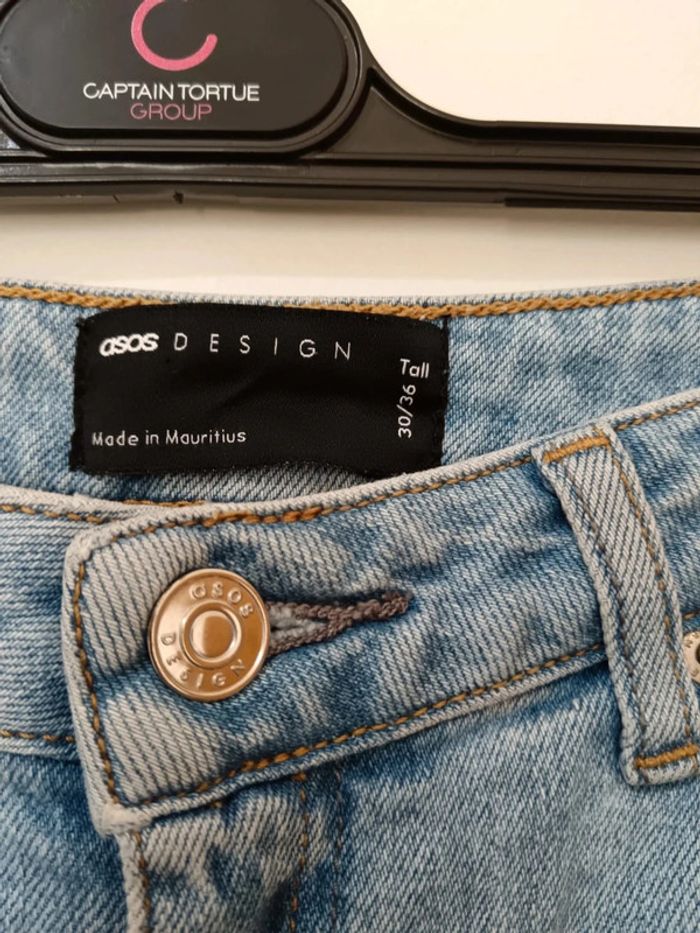 CAPTAIN TORTUE
GROUP
asos DESIGN
Tall
30/36
Made in Mauritius
ASOS
DESIGN